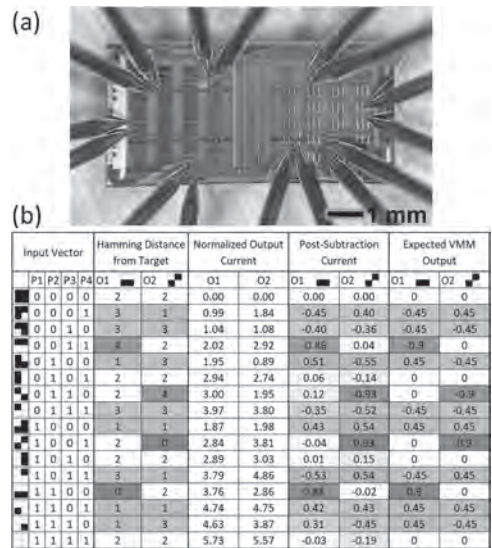 (a)
1 mm
(b)
Input Vector Hamming Distance from Target Normalized Output Current Post-Subtraction Current Expected VMM Output
P1 P2 P3 P4 O1 O2 O1 O2 O1 O2 O1 O2
0 0 0 0 2 2 0.00 0.00 0.00 0.00 0 0
0 0 0 1 3 1 0.99 1.84 -0.45 0.40 -0.45 0.45
0 0 1 0 3 3 1.04 1.08 -0.40 -0.36 -0.45 -0.45
0 0 1 1 4 2 2.02 2.92 -0.86 0.04 -0.9 0
0 1 0 0 1 3 1.95 0.89 0.51 -0.55 0.45 -0.45
0 1 0 1 2 2 2.94 2.74 0.06 -0.14 0 0
0 1 1 0 2 4 3.00 1.95 0.12 -0.93 0 -0.9
0 1 1 1 3 3 3.97 3.80 -0.35 -0.52 -0.45 -0.45
1 0 0 0 1 1 1.87 1.98 0.43 0.54 0.45 0.45
1 0 0 1 2 0 2.84 3.81 -0.04 0.93 0 0.9
1 0 1 0 2 2 2.89 3.03 0.01 0.15 0 0
1 0 1 1 3 1 3.79 4.86 -0.53 0.54 -0.45 0.45
1 1 0 0 0 2 3.76 2.86 0.88 -0.02 0.9 0
1 1 0 1 1 1 4.74 4.75 0.42 0.43 0.45 0.45
1 1 1 0 1 3 4.63 3.87 0.31 -0.45 0.45 -0.45
1 1 1 1 2 2 5.73 5.57 -0.03 -0.19 0 0